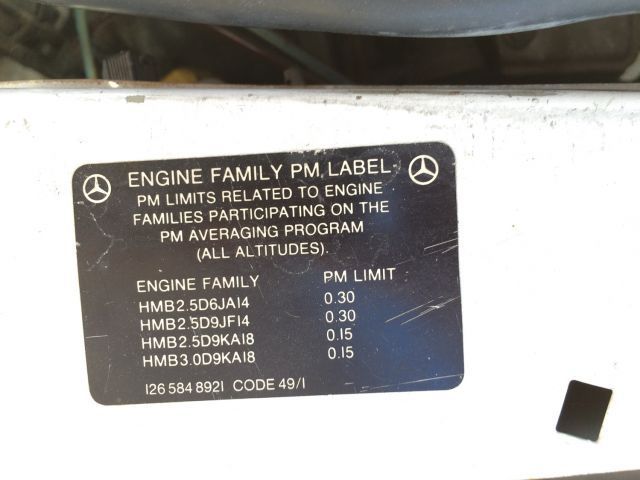 ENGINE FAMILY PM LABEL
PM LIMITS RELATED TO ENGINE
FAMILIES PARTICIPATING ON THE
PM AVERAGING PROGRAM
(ALL ALTITUDES).
ENGINE FAMILY PM LIMIT
HMB2.5D6JA14 0.30
HMB2.5D9JF14 0.30
HMB2.5D9KA18 0.15
HMB3.0D9KA18 0.15
126 584 8921 CODE 49/1